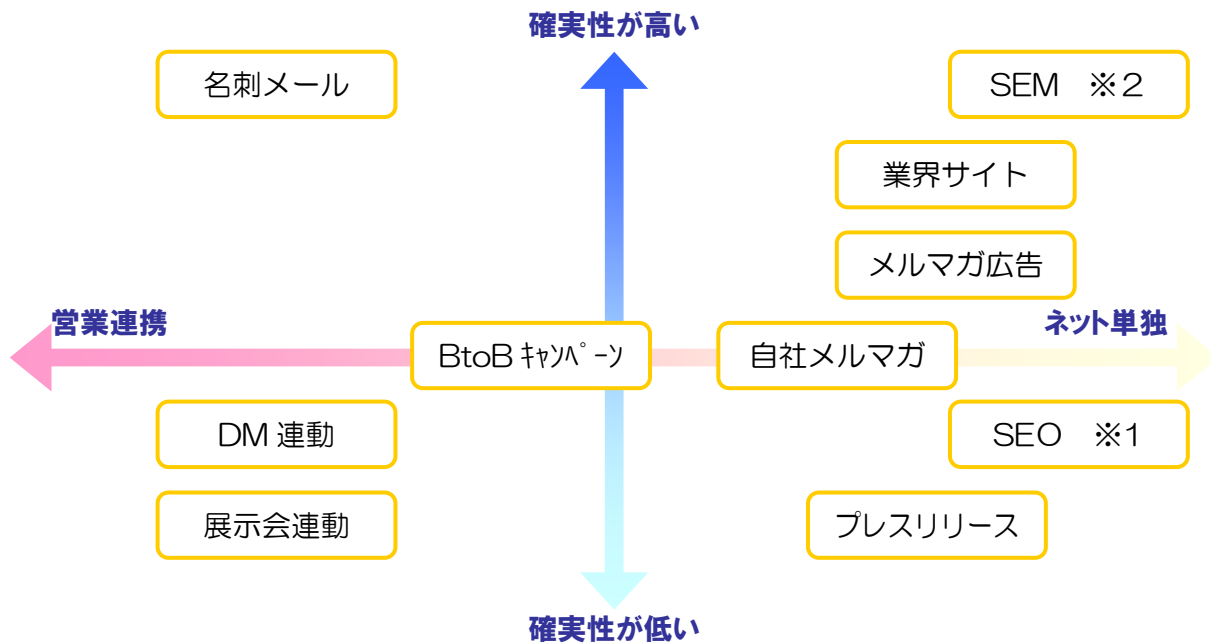 確実性が高い
名刺メール
SEM　※2
業界サイト
メルマガ広告
営業連携
ネット単独
BtoB ｷｬﾝﾍﾟｰﾝ
自社メルマガ
DM 連動
SEO　※1
展示会連動
プレスリリース
確実性が低い